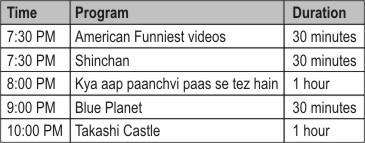 Time Program Duration
7:30 PM American Funniest videos 30 minutes
7:30 PM Shinchan 30 minutes
8:00 PM Kya aap paanchvi paas se tez hain 1 hour
9:00 PM Blue Planet 30 minutes
10:00 PM Takashi Castle 1 hour